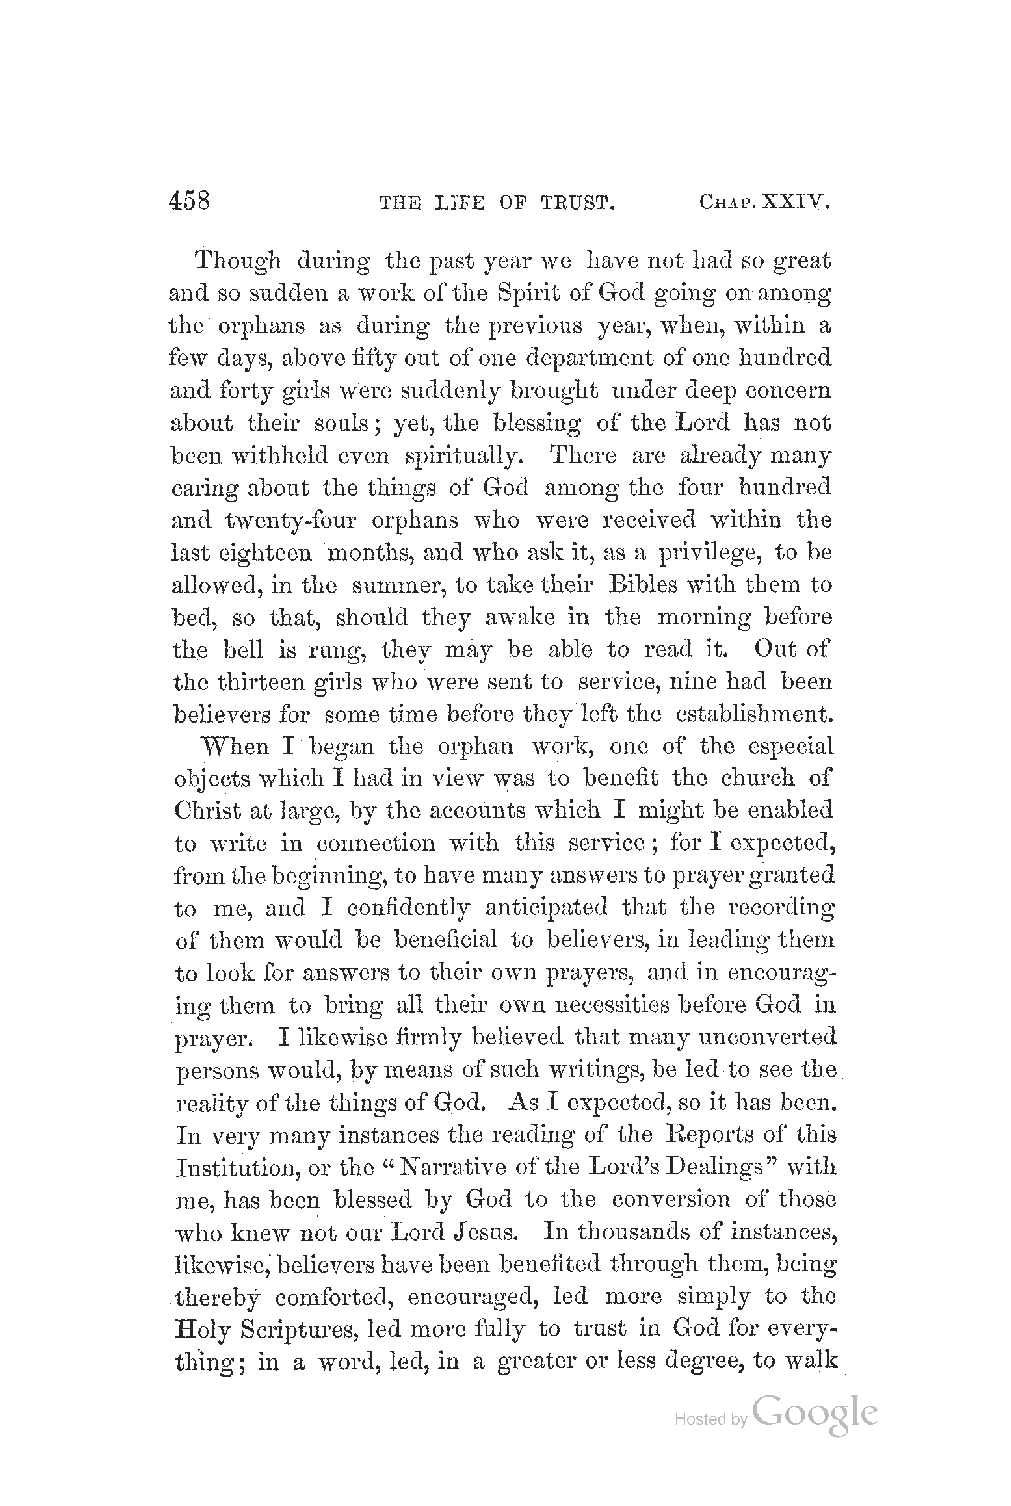 458 THE LIFE OF TRUST. CHAP. XXIV.
Though during the past year we have not had so great
and so sudden a work of the Spirit of God going on among
the orphans as during the previous year, when, within a
few days, above fifty out of one department of one hundred
and forty girls were suddenly brought under deep concern
about their souls; yet, the blessing of the Lord has not
been withheld even spiritually. There are already many
caring about the things of God among the four hundred
and twenty-four orphans who were received within the
last eighteen months, and who ask it, as a privilege, to be
allowed, in the summer, to take their Bibles with them to
bed, so that, should they awake in the morning before
the bell is rung, they may be able to read it. Out of
the thirteen girls who were sent to service, nine had been
believers for some time before they left the establishment.
When I began the orphan work, one of the especial
objects which I had in view was to benefit the church of
Christ at large, by the accounts which I might be enabled
to write in connection with this service; for I expected,
from the beginning, to have many answers to prayer granted
to me, and I confidently anticipated that the recording
of them would be beneficial to believers, in leading them
to look for answers to their own prayers, and in encourag-
ing them to bring all their own necessities before God in
prayer. I likewise firmly believed that many unconverted
persons would, by means of such writings, be led to see the
reality of the things of God. As I expected, so it has been.
In very many instances the reading of the Reports of this
Institution, or the "Narrative of the Lord's Dealings" with
me, has been blessed by God to the conversion of those
who knew not our Lord Jesus. In thousands of instances,
likewise, believers have been benefited through them, being
thereby comforted, encouraged, led more simply to the
Holy Scriptures, led more fully to trust in God for every-
thing; in a word, led, in a greater or less degree, to walk
Hosted by Google